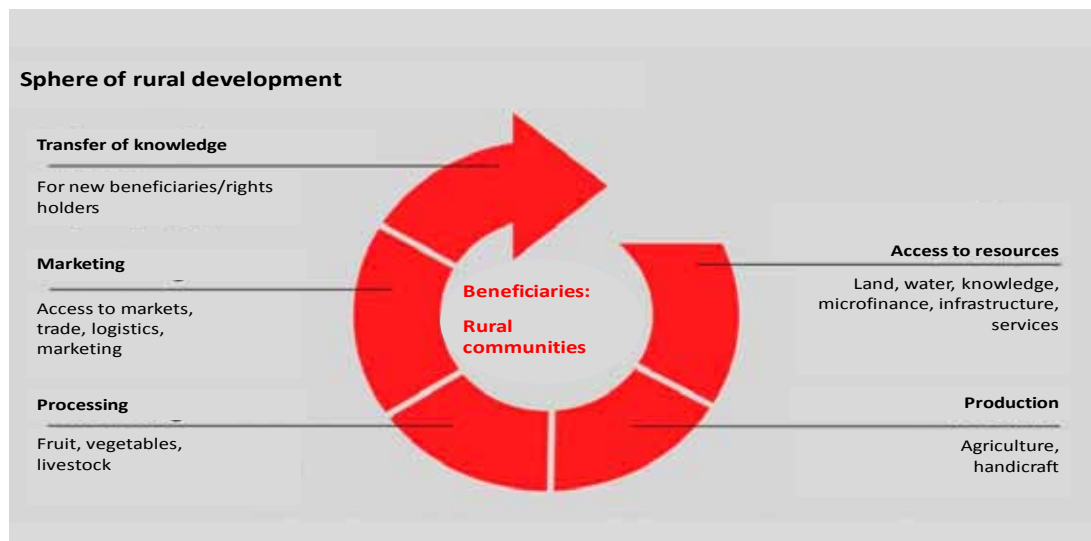 Sphere of rural development
Transfer of knowledge
For new beneficiaries/rights
holders
Marketing
Access to markets,
trade, logistics,
marketing
Processing
Fruit, vegetables,
livestock
Beneficiaries:
Rural
communities
Access to resources
Land, water, knowledge,
microfinance, infrastructure,
services
Production
Agriculture,
handicraft